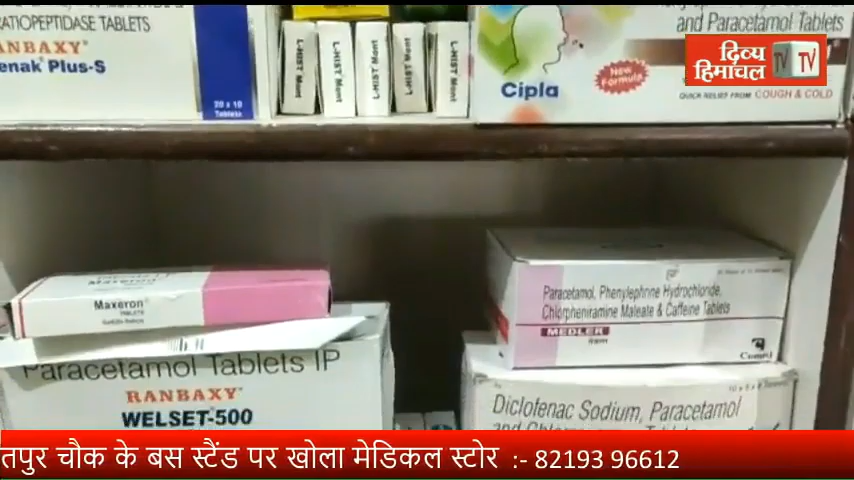 RATIOPEPTIDASE TABLETS
RANBAXY
enak Plus-S
20 x 10
Tablets
L-HIST Mont
L-HIST Mont
L-HIST Mont
L-HIST Mont
L-HIST Mont
Cipla
New Formula
and Paracetamol Tablets
QUICK RELIEF FROM COUGH & COLD
दिव्य
हिमाचल
TV
TV
Maxeron
Paracetamol Tablets IP
RANBAXY
WELSET-500
Paracetamol, Phenylephrine Hydrochloride,
Chlorpheniramine Maleate & Caffeine Tablets
MEDLER
Diclofenac Sodium, Paracetamol
तपुर चौक के बस स्टैंड पर खोला मेडिकल स्टोर :- 82193 96612